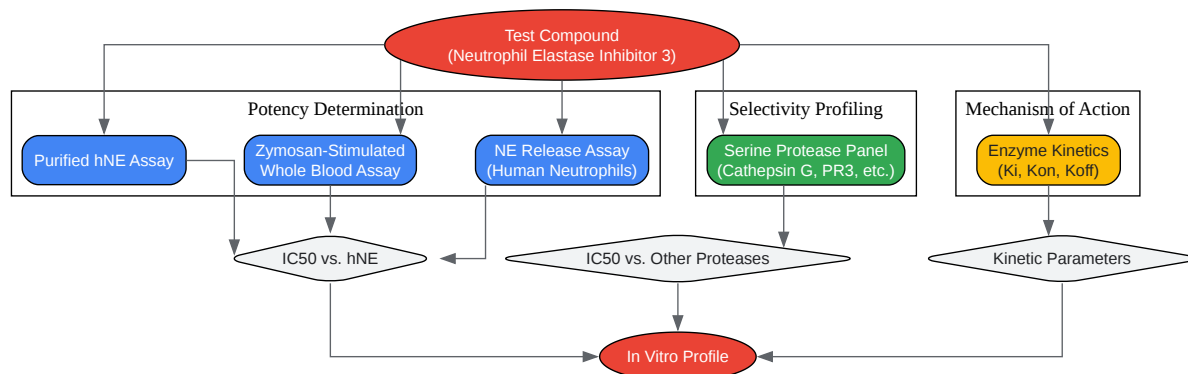 Test Compound
(Neutrophil Elastase Inhibitor 3)
Potency Determination
Selectivity Profiling
Mechanism of Action
Purified hNE Assay
Zymosan-Stimulated
Whole Blood Assay
NE Release Assay
(Human Neutrophils)
Serine Protease Panel
(Cathepsin G, PR3, etc.)
Enzyme Kinetics
(Ki, Kon, Koff)
IC50 vs. hNE
IC50 vs. Other Proteases
Kinetic Parameters
In Vitro Profile